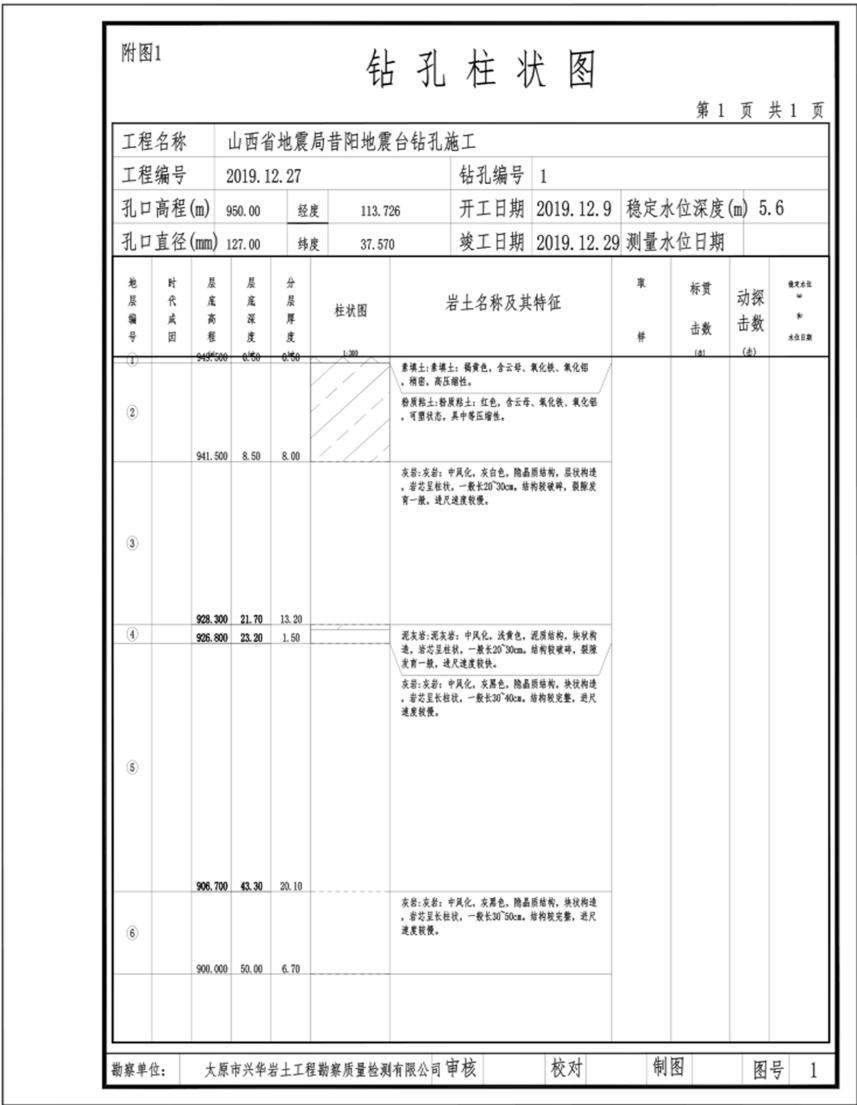 附图1
钻孔柱状图
第 1 页 共 1 页
工程名称 山西省地震局昔阳地震台钻孔施工
工程编号 2019.12.27 钻孔编号 1
孔口高程(m) 950.00 经度 113.726 开工日期 2019.12.9 稳定水位深度(m) 5.6
孔口直径(mm) 127.00 纬度 37.570 竣工日期 2019.12.29 测量水位日期
地层编号 时代成因 层底高程 层底深度 分层厚度 柱状图 岩土名称及其特征 取样 标贯击数 动探击数 稳定水位 和 水位日期
1:300
① 949.500 0.50 0.50
素填土:素填土: 褐黄色, 含云母、氧化铁、氧化铝
, 稍密, 高压缩性。
粉质粘土:粉质粘土: 红色, 含云母、氧化铁、氧化铝
, 可塑状态, 具中等压缩性。
②
941.500 8.50 8.00
灰岩:灰岩: 中风化, 灰白色, 隐晶质结构, 层状构造
, 岩芯呈柱状, 一般长20~30cm, 结构较破碎, 裂隙发
育一般, 进尺速度较慢。
③
928.300 21.70 13.20
④
926.800 23.20 1.50
泥灰岩:泥灰岩: 中风化, 浅黄色, 泥质结构, 块状构
造, 岩芯呈柱状, 一般长20~30cm, 结构较破碎, 裂隙
发育一般, 进尺速度较快。
灰岩:灰岩: 中风化, 灰黑色, 隐晶质结构, 块状构造
, 岩芯呈长柱状, 一般长30~40cm, 结构较完整, 进尺
速度较慢。
⑤
906.700 43.30 20.10
灰岩:灰岩: 中风化, 灰黑色, 隐晶质结构, 块状构造
, 岩芯呈长柱状, 一般长30~50cm, 结构较完整, 进尺
速度较慢。
⑥
900.000 50.00 6.70
勘察单位: 太原市兴华岩土工程勘察质量检测有限公司 审核 校对 制图 图号 1